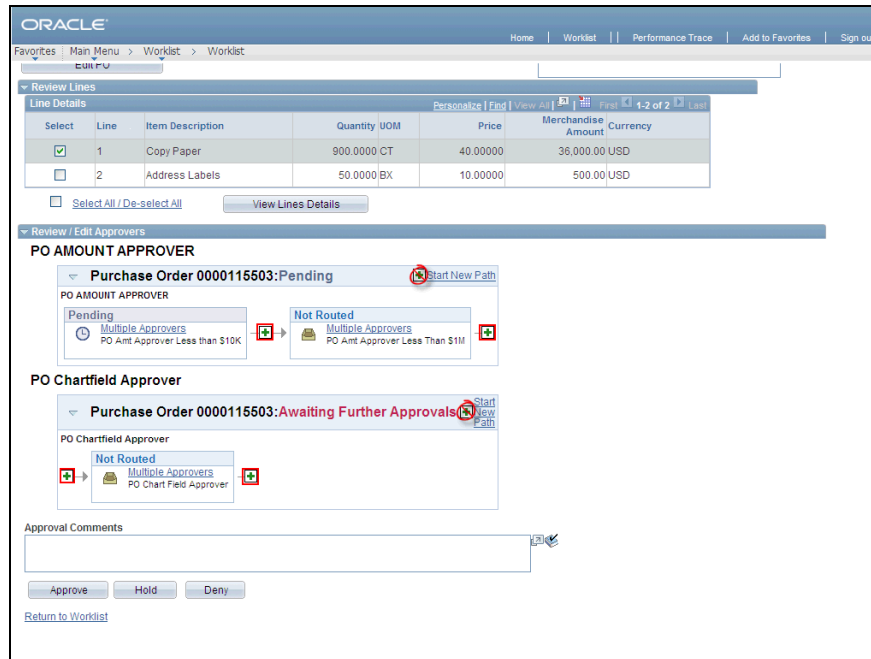 ORACLE
Home | Worklist | | Performance Trace | Add to Favorites | Sign ou
Favorites | Main Menu > Worklist > Worklist
Edit PO
Review Lines
Line Details Personalize | Find | View All | | First 1-2 of 2 Last
Select Line Item Description Quantity UOM Price Merchandise Amount Currency
1 Copy Paper 900.0000 CT 40.00000 36,000.00 USD
2 Address Labels 50.0000 BX 10.00000 500.00 USD
Select All / De-select All View Lines Details
Review / Edit Approvers
PO AMOUNT APPROVER
Purchase Order 0000115503:Pending Start New Path
PO AMOUNT APPROVER
Pending
Multiple Approvers
PO Amt Approver Less than $10K
Not Routed
Multiple Approvers
PO Amt Approver Less Than $1M
PO Chartfield Approver
Purchase Order 0000115503:Awaiting Further Approvals Start New Path
PO Chartfield Approver
Not Routed
Multiple Approvers
PO Chart Field Approver
Approval Comments
Approve Hold Deny
Return to Worklist